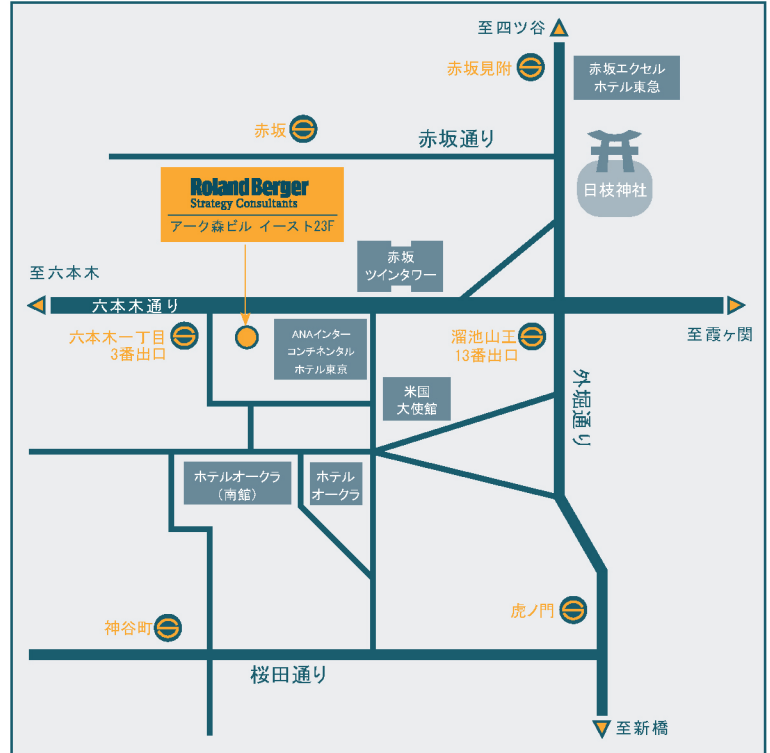 至四ツ谷
赤坂見附
赤坂エクセル
ホテル東急
赤坂
赤坂通り
日枝神社
Roland Berger
Strategy Consultants
アーク森ビル イースト23F
赤坂
ツインタワー
至六本木
六本木通り
至霞ヶ関
六本木一丁目
3番出口
ANAインター
コンチネンタル
ホテル東京
溜池山王
13番出口
外堀通り
米国
大使館
ホテルオークラ
(南館)
ホテル
オークラ
虎ノ門
神谷町
桜田通り
至新橋